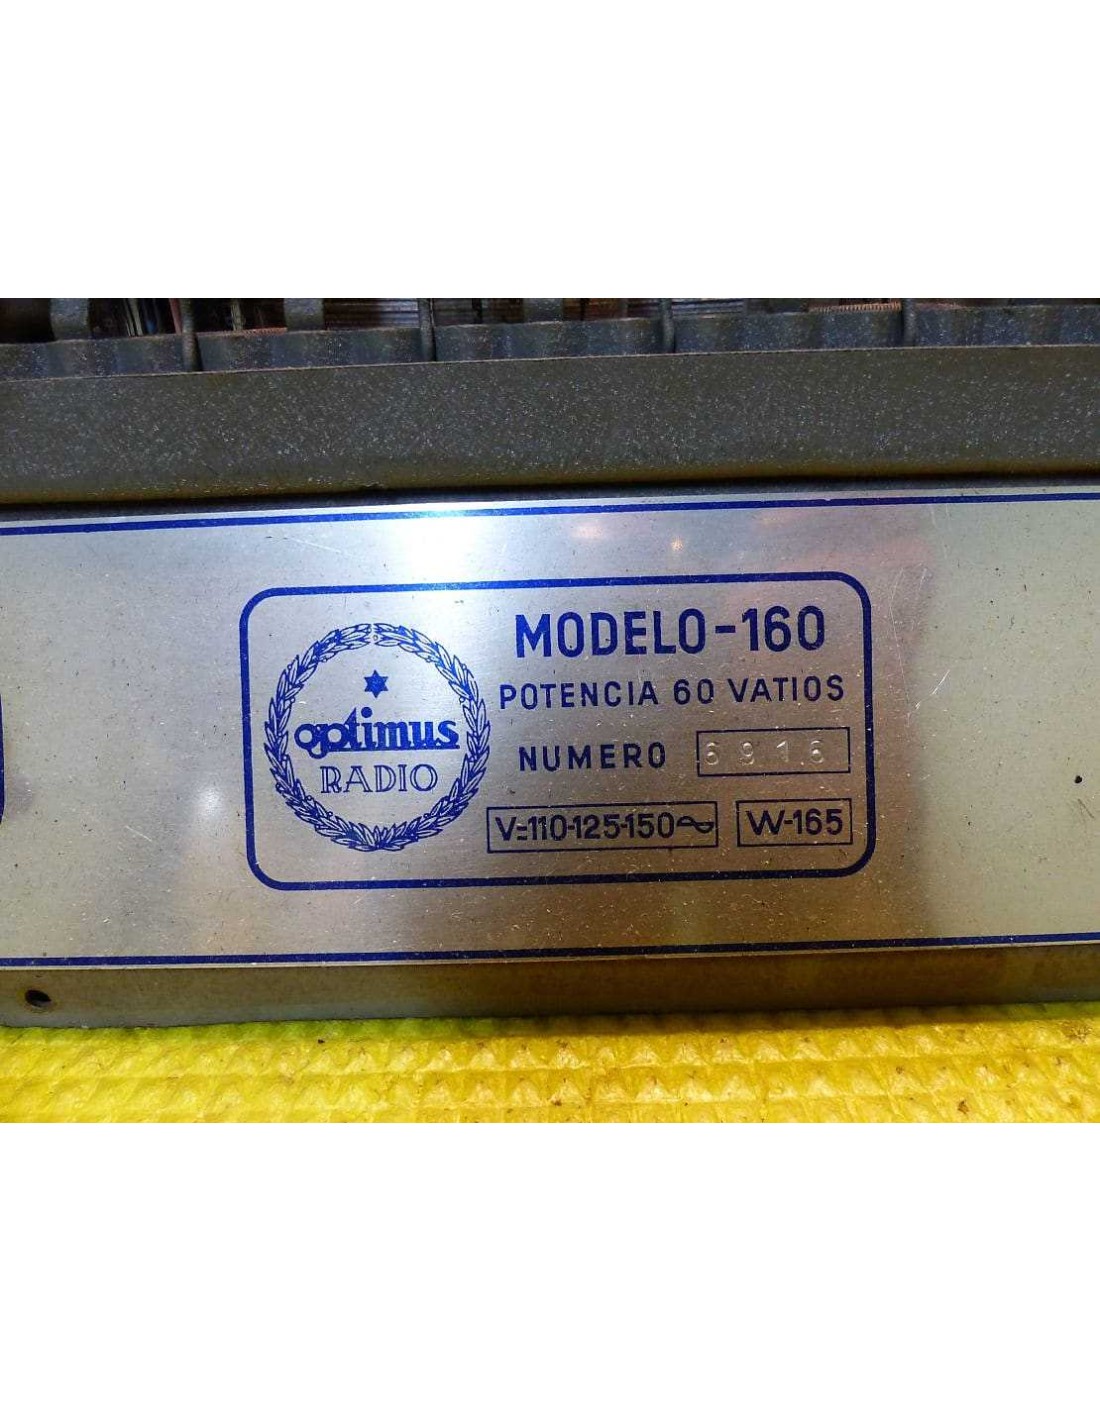 optimus
RADIO
MODELO-160
POTENCIA 60 VATIOS
NUMERO 6916
V=110-125-150~ W-165